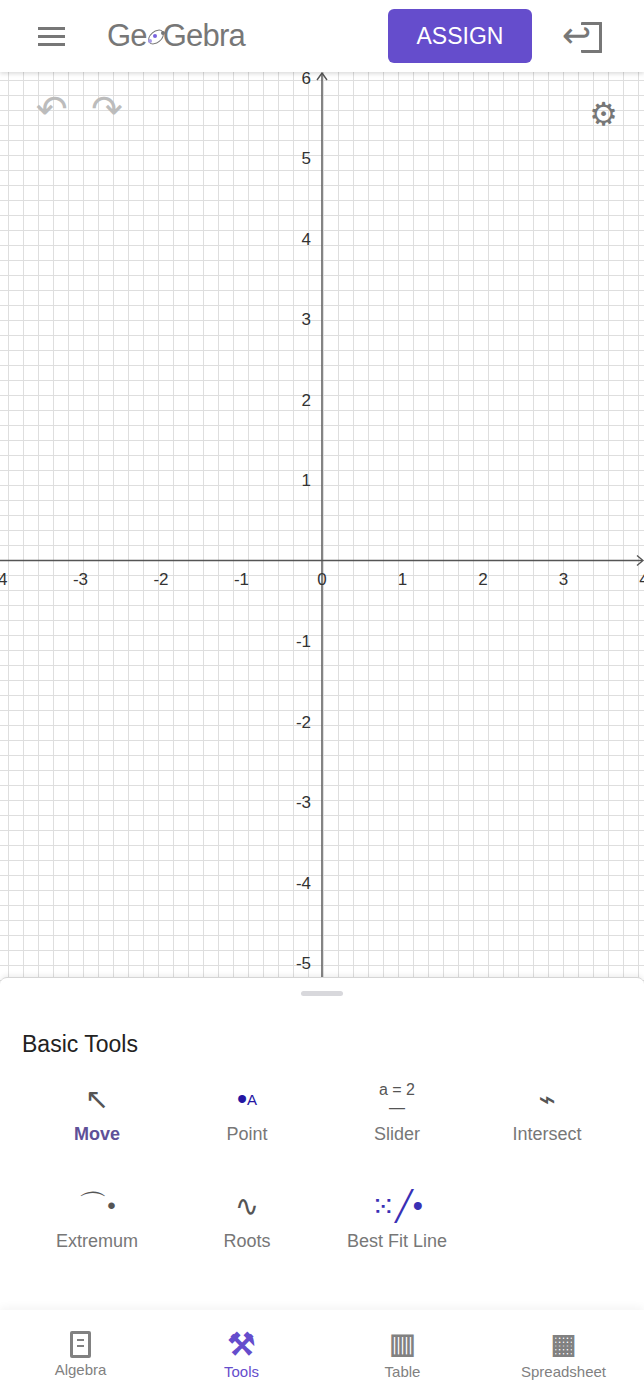 GeoGebra
ASSIGN
6
5
4
3
2
1
4 -3 -2 -1 0 1 2 3 4
-1
-2
-3
-4
-5
Basic Tools
A a = 2
Move Point Slider Intersect
Extremum Roots Best Fit Line
Algebra Tools Table Spreadsheet